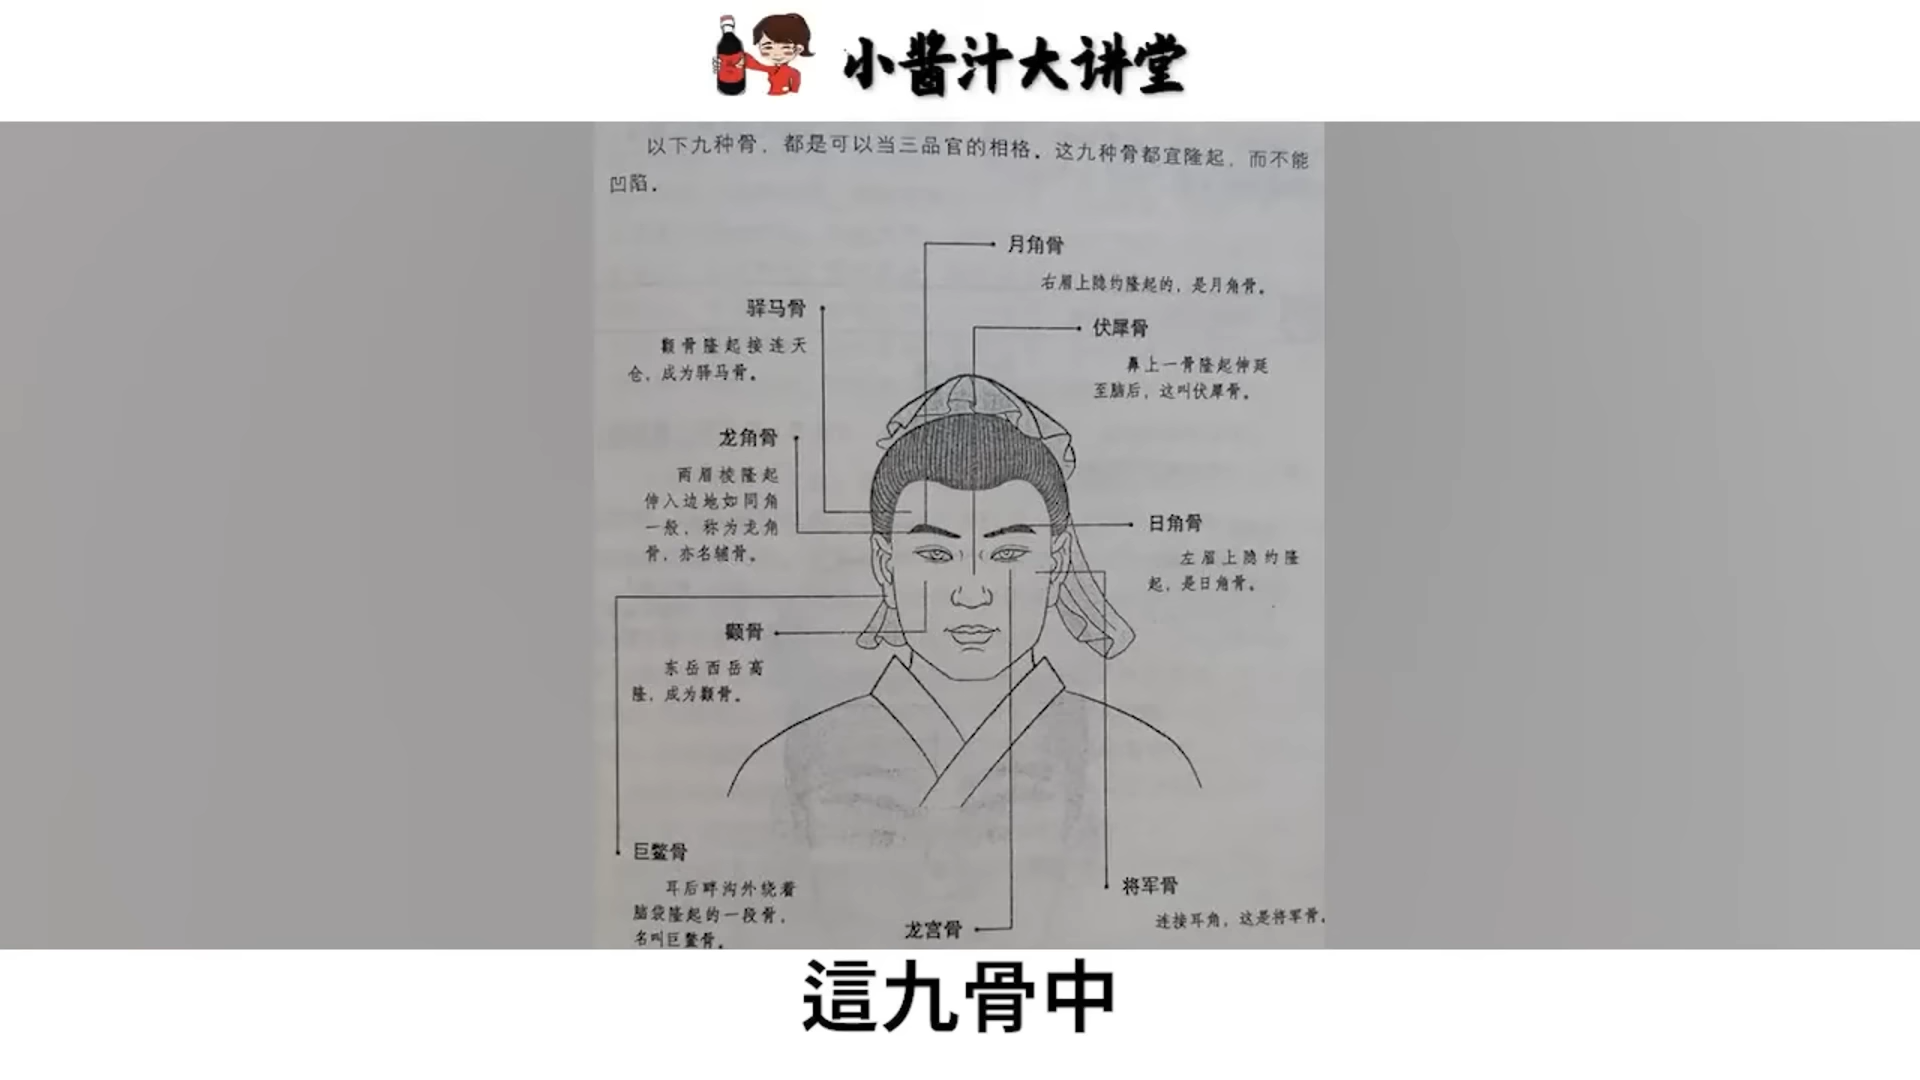 小酱汁大讲堂
以下九种骨，都是可以当三品官的相格。这九种骨都宜隆起，而不能
凹陷。
月角骨
右眉上隐约隆起的，是月角骨。
驿马骨
颧骨隆起接连天
仓，成为驿马骨。
伏犀骨
鼻上一骨隆起伸延
至脑后，这叫伏犀骨。
龙角骨
两眉棱隆起
伸入边地如同角
一般，称为龙角
骨，亦名辅骨。
日角骨
左眉上隐约隆
起，是日角骨。
颧骨
东岳西岳高
隆，成为颧骨。
巨鳌骨
耳后畔沟外绕着
脑袋隆起的一段骨，
名叫巨鳌骨。
将军骨
连接耳角，这是将军骨。
龙宫骨
這九骨中